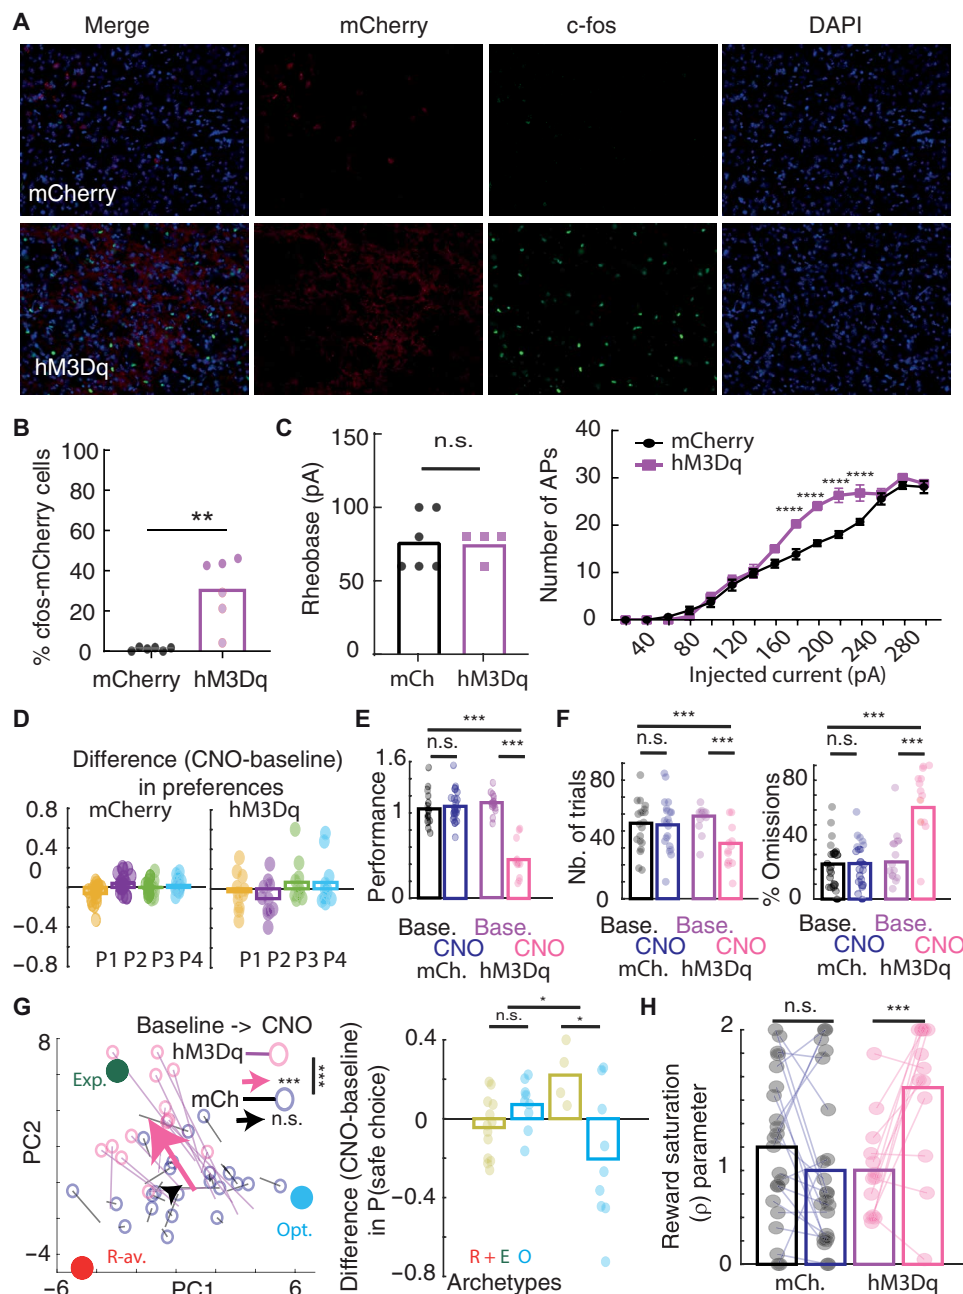 A
Merge mCherry c-fos DAPI
mCherry
hM3Dq
B
% cfos-mCherry cells
100
80
60
40
20
0
**
mCherry hM3Dq
C
Rheobase (pA)
150
100
50
0
n.s.
mCh hM3Dq
Number of APs
40
30
20
10
0
mCherry
hM3Dq
**** **** **** ****
40 80 120 160 200 240 280
Injected current (pA)
D
Difference (CNO-baseline)
in preferences
mCherry hM3Dq
0.8
0.4
0
−0.4
−0.8
P1 P2 P3 P4 P1 P2 P3 P4
E
Performance
1.6
1
0
***
n.s. ***
Base. Base.
CNO CNO
mCh. hM3Dq
F
Nb. of trials
80
40
0
***
n.s. ***
Base. Base.
CNO CNO
mCh. hM3Dq
% Omissions
80
40
0
***
n.s. ***
Base. Base.
CNO CNO
mCh. hM3Dq
G
Baseline -> CNO
hM3Dq
***
mCh
n.s.
***
8
PC2
−4
Exp.
Opt.
R-av.
−6 PC1 6
Difference (CNO-baseline)
in P(safe choice)
0.4
0
−0.4
−0.8
*
n.s. *
R + E O
Archetypes
H
Reward saturation
(ρ) parameter
2
1
0
n.s. ***
mCh. hM3Dq